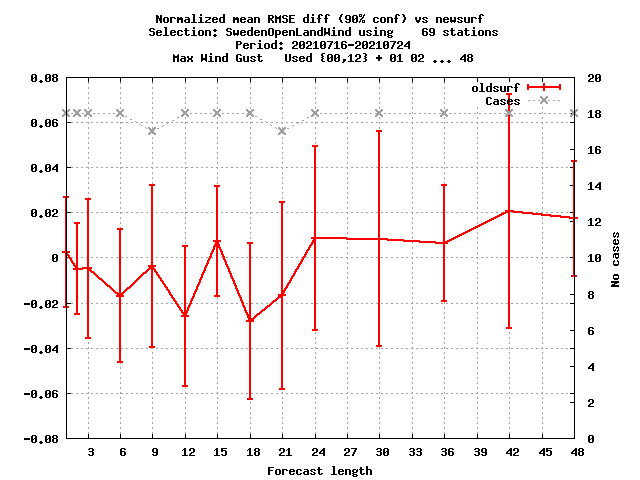 Normalized mean RMSE diff (90% conf) vs newsurf
Selection: SwedenOpenLandWind using    69 stations
Period: 20210716-20210724
Max Wind Gust   Used {00,12} + 01 02 ... 48
oldsurf
Cases
0.08
0.06
0.04
0.02
0
-0.02
-0.04
-0.06
-0.08
20
18
16
14
12
10
8
6
4
2
0
No cases
3 6 9 12 15 18 21 24 27 30 33 36 39 42 45 48
Forecast length